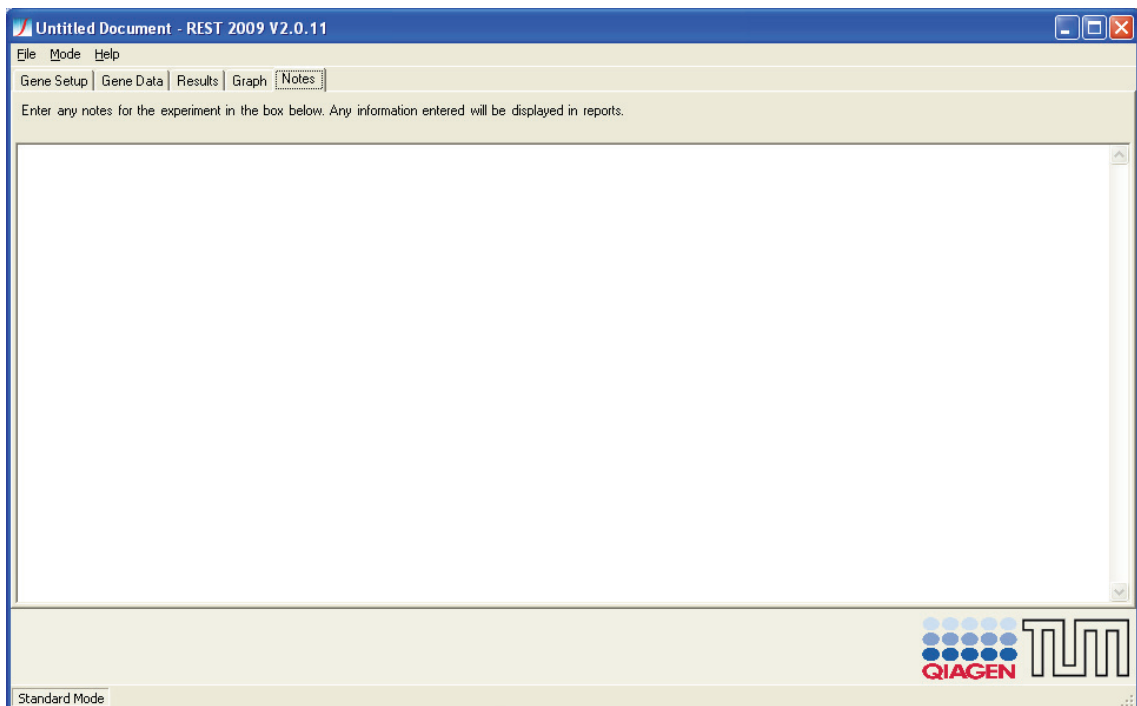 Untitled Document - REST 2009 V2.0.11
File Mode Help
Gene Setup Gene Data Results Graph Notes
Enter any notes for the experiment in the box below. Any information entered will be displayed in reports.
QIAGEN TUM
Standard Mode